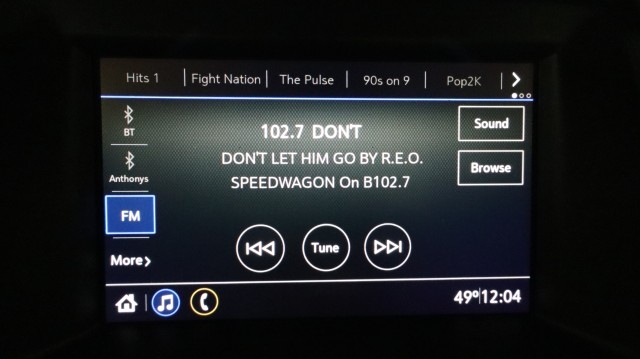 Hits 1 Fight Nation The Pulse 90s on 9 Pop2K
BT
102.7 DON'T
Sound
DON'T LET HIM GO BY R.E.O.
Anthonys
SPEEDWAGON On B102.7
Browse
FM
Tune
More
49° 12:04